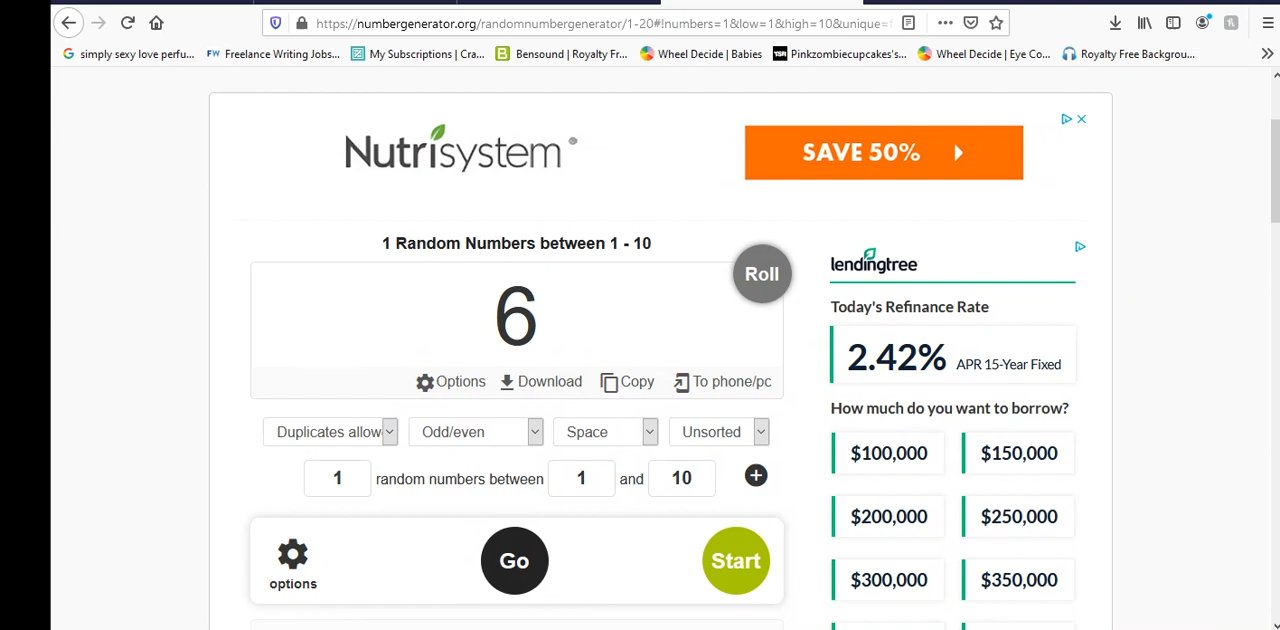 https://numbergenerator.org/randomnumbergenerator/1-20#!numbers=1&low=1&high=10&unique=
simply sexy love perfu... FW Freelance Writing Jobs... My Subscriptions | Cra... B Bensound | Royalty Fr... Wheel Decide | Babies TSR Pinkzombiecupcakes's... Wheel Decide | Eye Co... Royalty Free Backgrou...
Nutrisystem
SAVE 50%
1 Random Numbers between 1 - 10
Roll
6
Options Download Copy To phone/pc
Duplicates allow Odd/even Space Unsorted
1 random numbers between 1 and 10
options
Go
Start
lendingtree
Today's Refinance Rate
2.42% APR 15-Year Fixed
How much do you want to borrow?
$100,000 $150,000
$200,000 $250,000
$300,000 $350,000